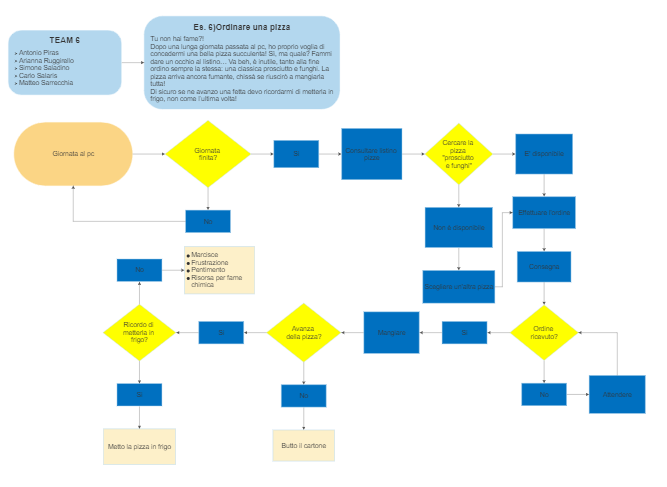 TEAM 6
Antonio Piras
Arianna Ruggirello
Simone Saladino
Carlo Salaris
Matteo Sarrecchia
Es. 6)Ordinare una pizza
Tu non hai fame?!
Dopo una lunga giornata passata al pc, ho proprio voglia di
concedermi una bella pizza succulenta! Sì, ma quale? Fammi
dare un occhio al listino… Va beh, è inutile, tanto alla fine
ordino sempre la stessa: una classica prosciutto e funghi. La
pizza arriva ancora fumante, chissà se riuscirò a mangiarla
tutta!
Di sicuro se ne avanzo una fetta devo ricordarmi di metterla in
frigo, non come l'ultima volta!
Giornata al pc
Giornata
finita?
Si
Consultare listino
pizze
Cercare la
pizza
"prosciutto
e funghi"
E' disponibile
No
Non è disponibile
Effettuare l'ordine
Scegliere un'altra pizza
Consegna
No
Marcisce
Frustrazione
Pentimento
Risorsa per fame
chimica
Ricordo di
metterla in
frigo?
Si
Avanza
della pizza?
Mangiare
Si
Ordine
ricevuto?
Si
No
No
Attendere
Metto la pizza in frigo
Butto il cartone